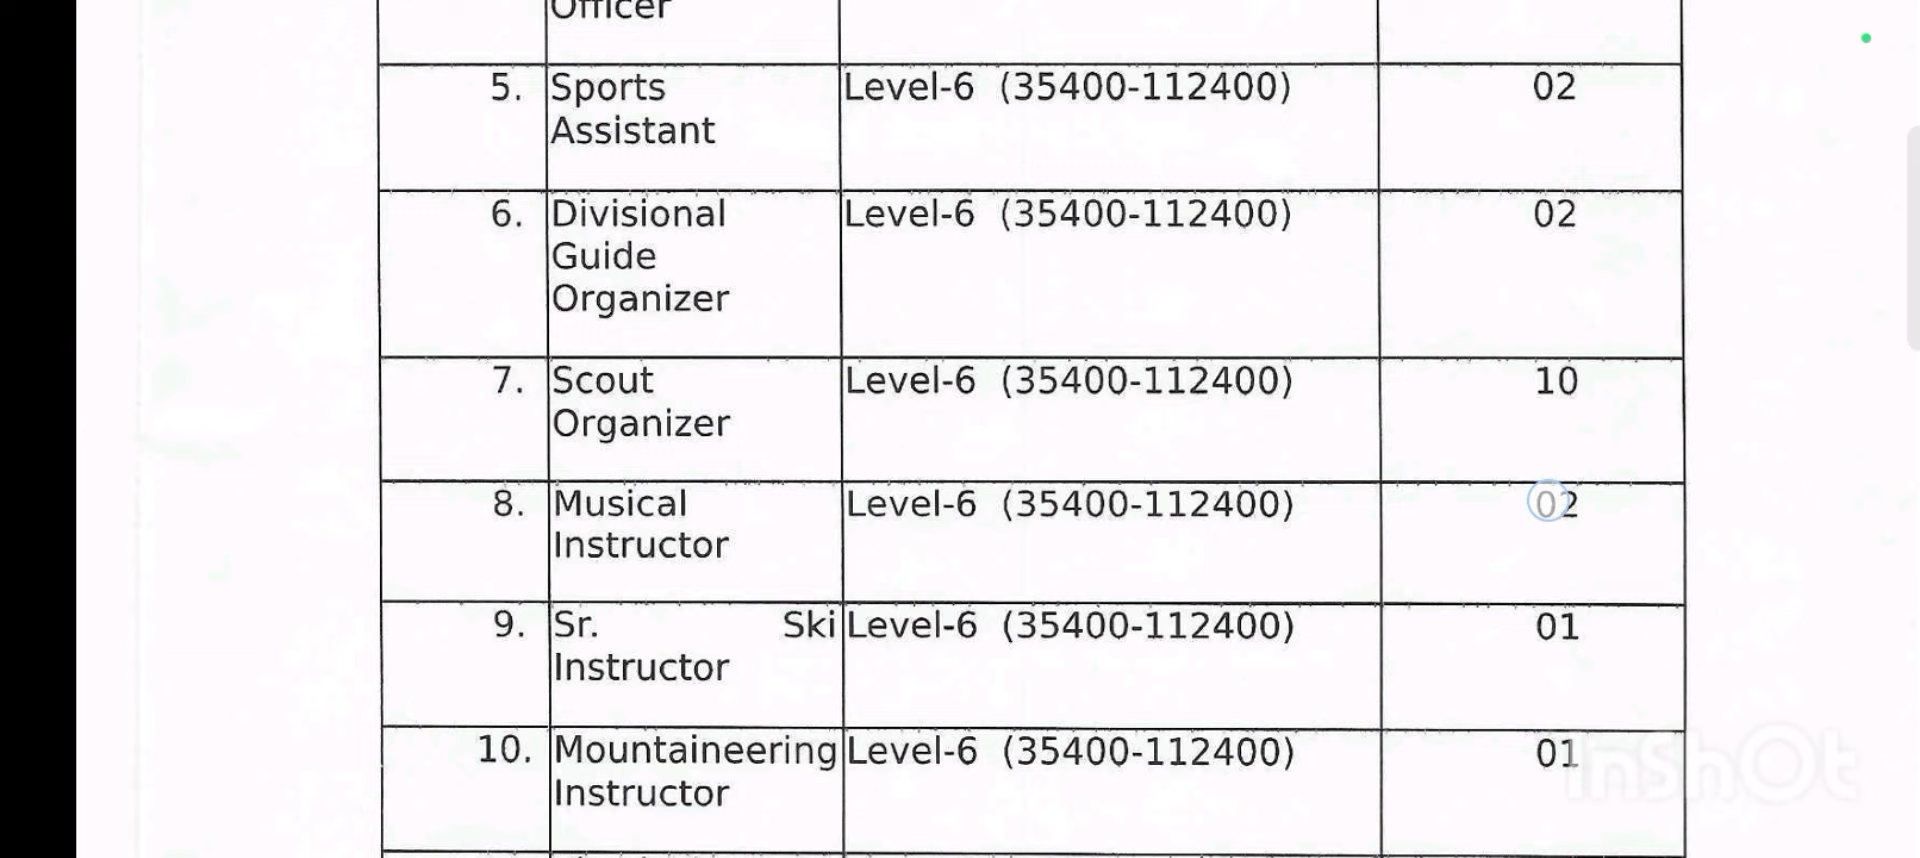 Officer
5. Sports Level-6 (35400-112400) 02
Assistant
6. Divisional Level-6 (35400-112400) 02
Guide
Organizer
7. Scout Level-6 (35400-112400) 10
Organizer
8. Musical Level-6 (35400-112400) 02
Instructor
9. Sr. Ski Level-6 (35400-112400) 01
Instructor
10. Mountaineering Level-6 (35400-112400) 01
Instructor
InShOt